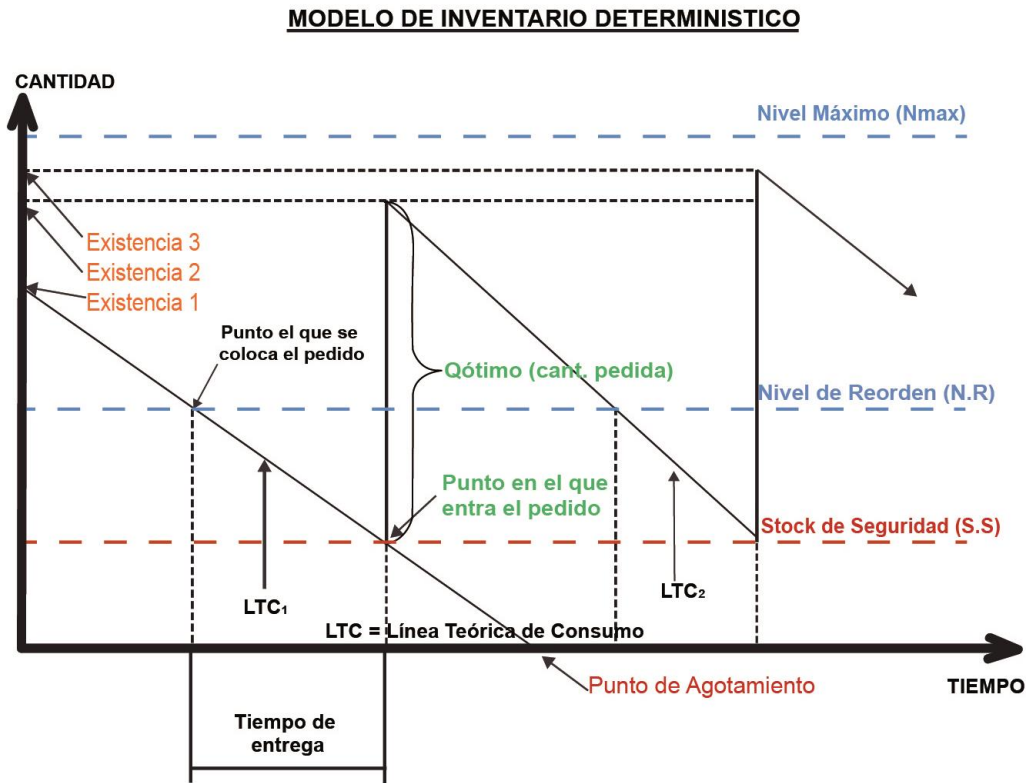 MODELO DE INVENTARIO DETERMINISTICO
CANTIDAD
Nivel Máximo (Nmax)
Existencia 3
Existencia 2
Existencia 1
Punto el que se
coloca el pedido
Qótimo (cant. pedida)
Nivel de Reorden (N.R)
Punto en el que
entra el pedido
Stock de Seguridad (S.S)
LTC₁
LTC₂
LTC = Línea Teórica de Consumo
Punto de Agotamiento
TIEMPO
Tiempo de
entrega